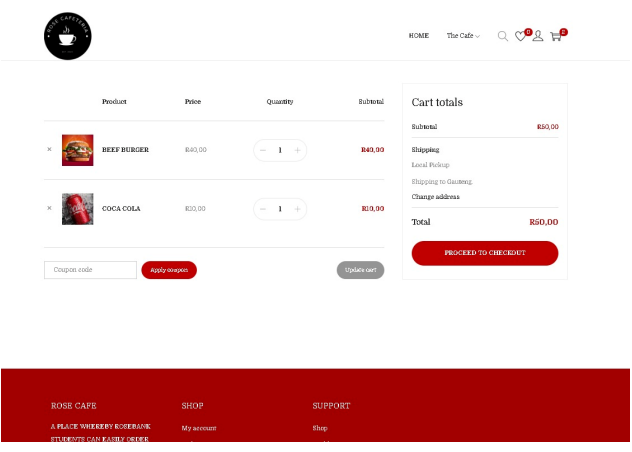 ROSE CAFETERIA
HOME
The Cafe
0
2
Product Price Quantity Subtotal
× BEEF BURGER R40,00 − 1 + R40,00
× COCA COLA R10,00 − 1 + R10,00
Coupon code
Apply coupon
Update cart
Cart totals
Subtotal R50,00
Shipping
Local Pickup
Shipping to Gauteng.
Change address
Total R50,00
PROCEED TO CHECKOUT
ROSE CAFE
A PLACE WHEREBY ROSEBANK
STUDENTS CAN EASILY ORDER
SHOP
My account
SUPPORT
Shop